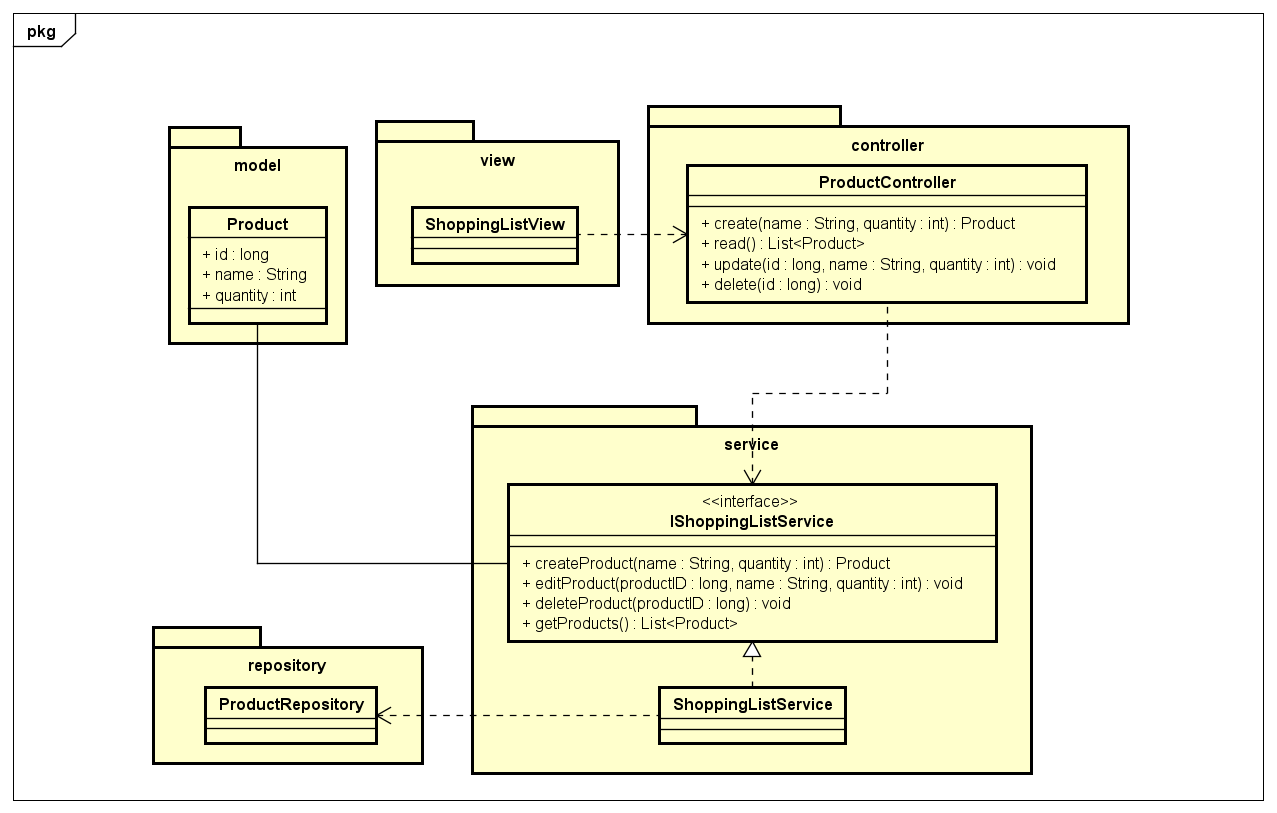 pkg
model
Product
+ id : long
+ name : String
+ quantity : int
view
ShoppingListView
controller
ProductController
+ create(name : String, quantity : int) : Product
+ read() : List<Product>
+ update(id : long, name : String, quantity : int) : void
+ delete(id : long) : void
service
<<interface>>
IShoppingListService
+ createProduct(name : String, quantity : int) : Product
+ editProduct(productID : long, name : String, quantity : int) : void
+ deleteProduct(productID : long) : void
+ getProducts() : List<Product>
repository
ProductRepository
ShoppingListService